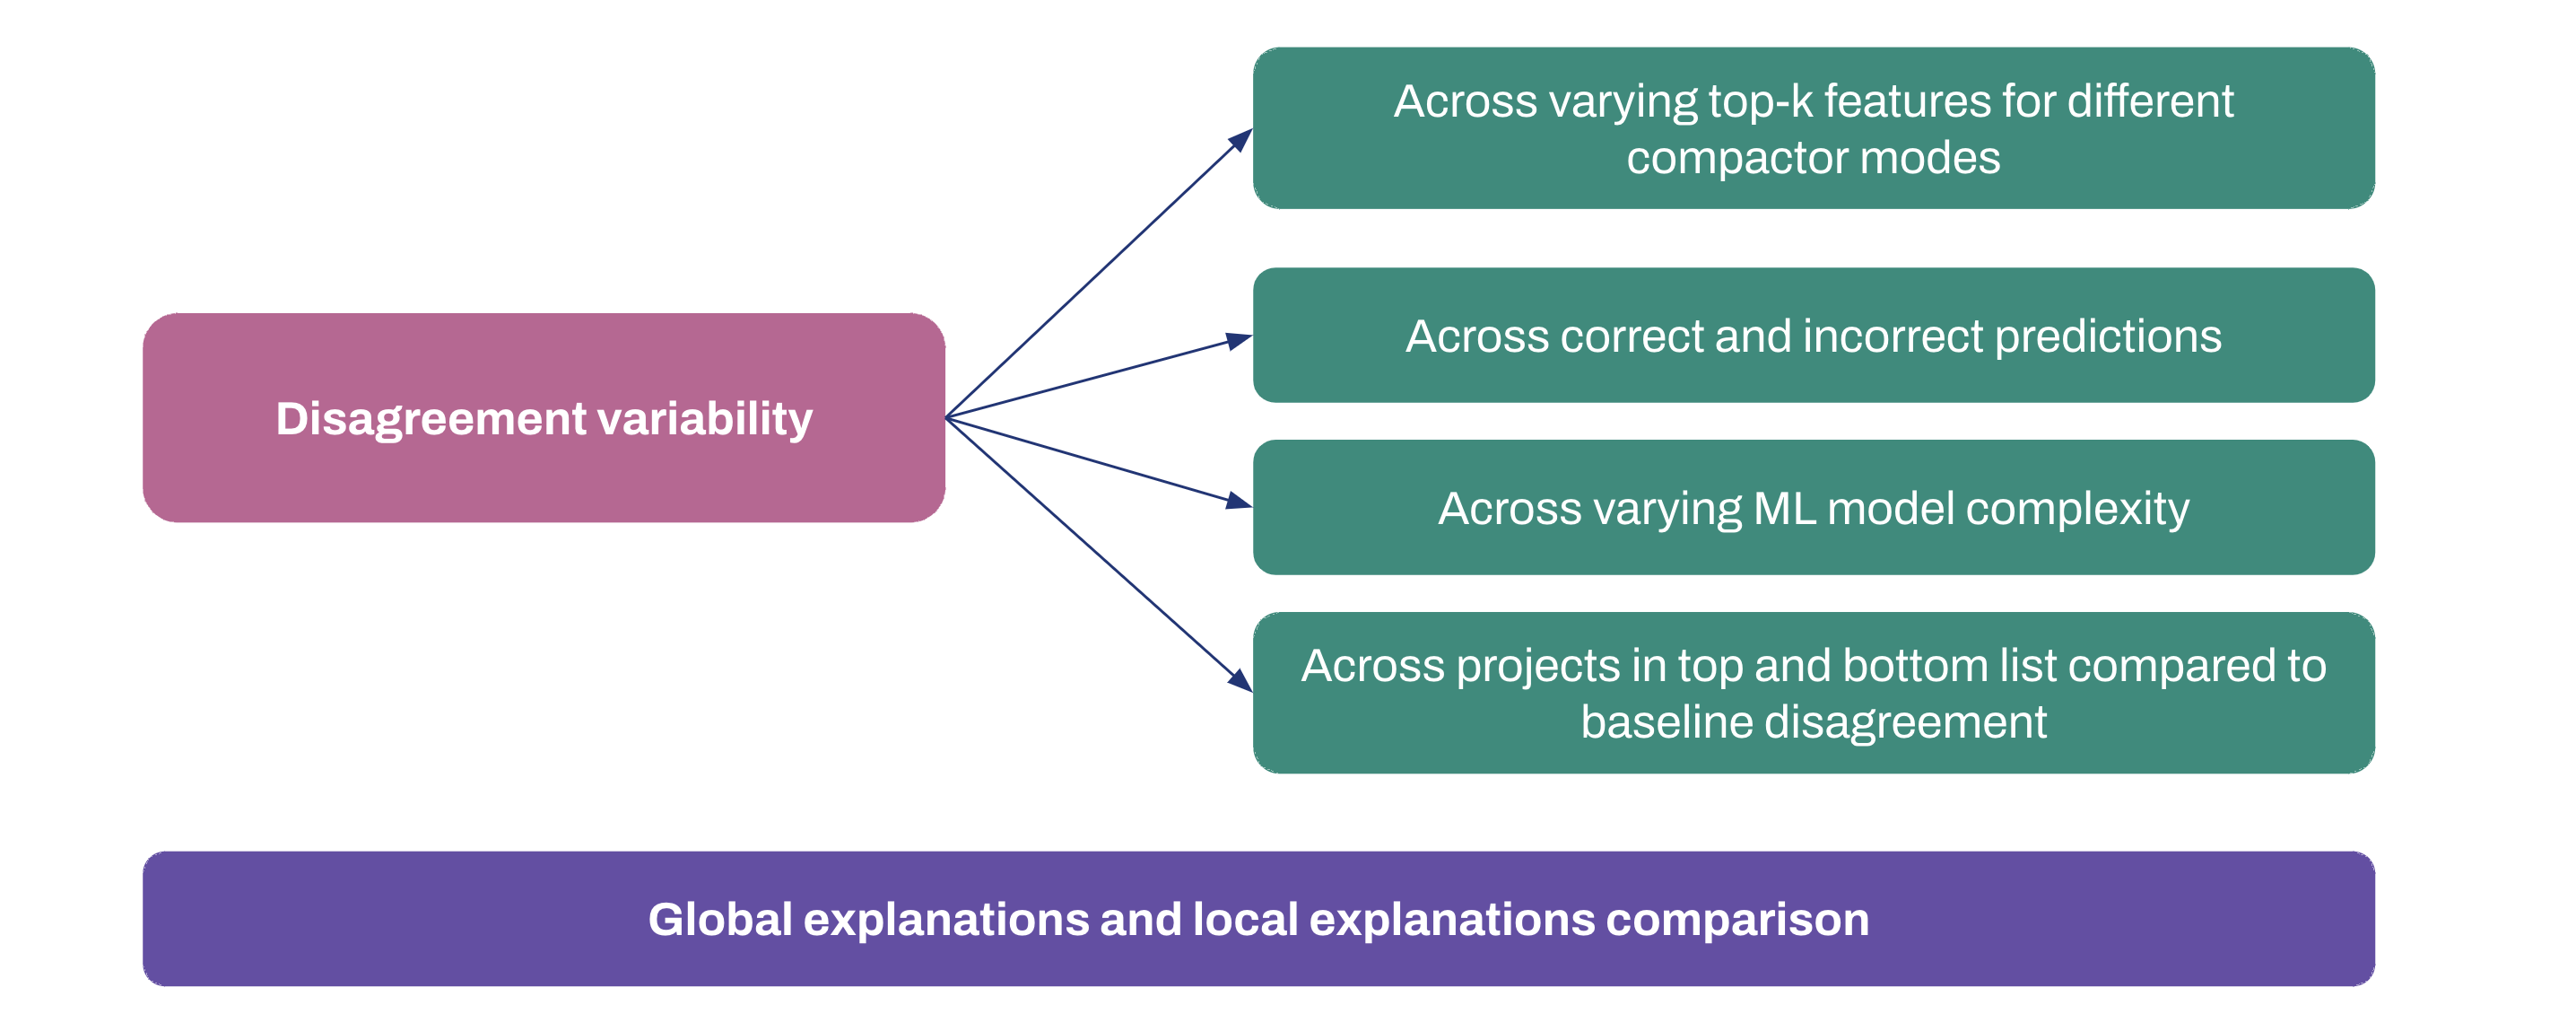 Across varying top-k features for different
compactor modes
Across correct and incorrect predictions
Disagreement variability
Across varying ML model complexity
Across projects in top and bottom list compared to
baseline disagreement
Global explanations and local explanations comparison